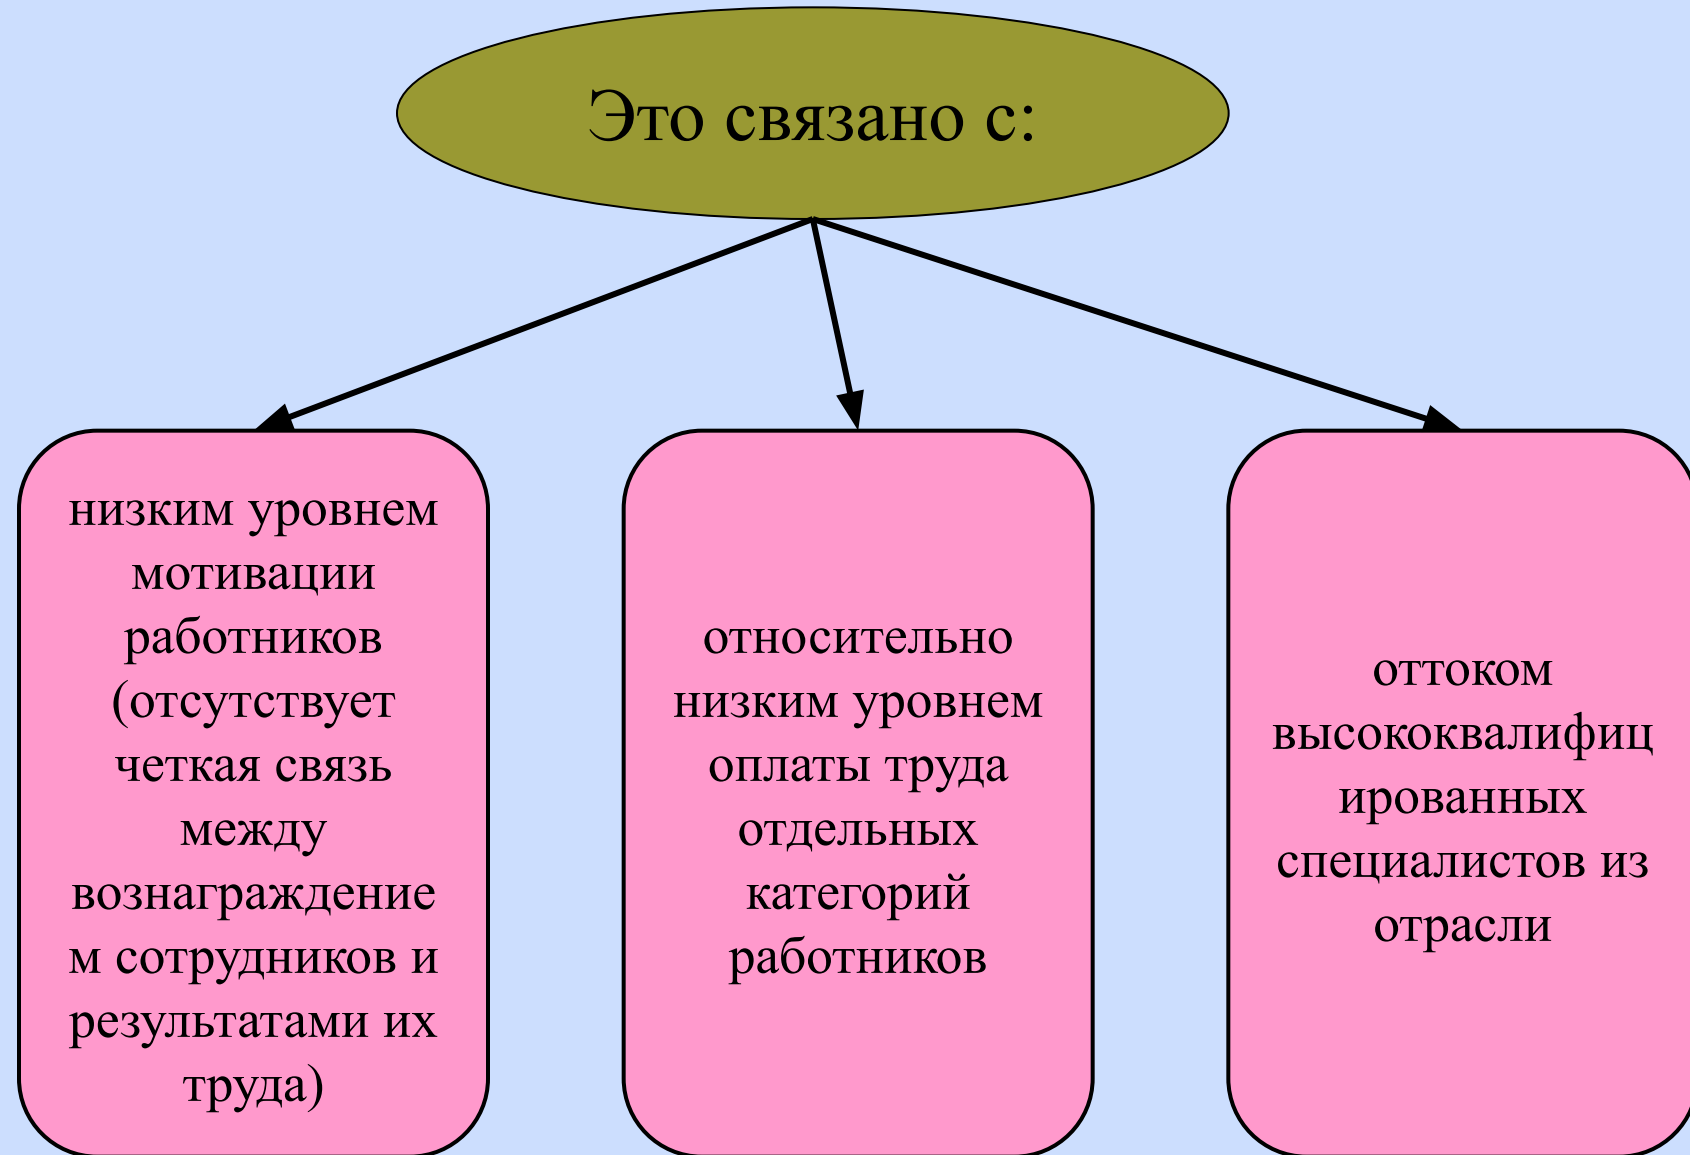 Это связано с:
низким уровнем
мотивации
работников
(отсутствует
четкая связь
между
вознаграждение
м сотрудников и
результатами их
труда)
относительно
низким уровнем
оплаты труда
отдельных
категорий
работников
оттоком
высококвалифиц
ированных
специалистов из
отрасли